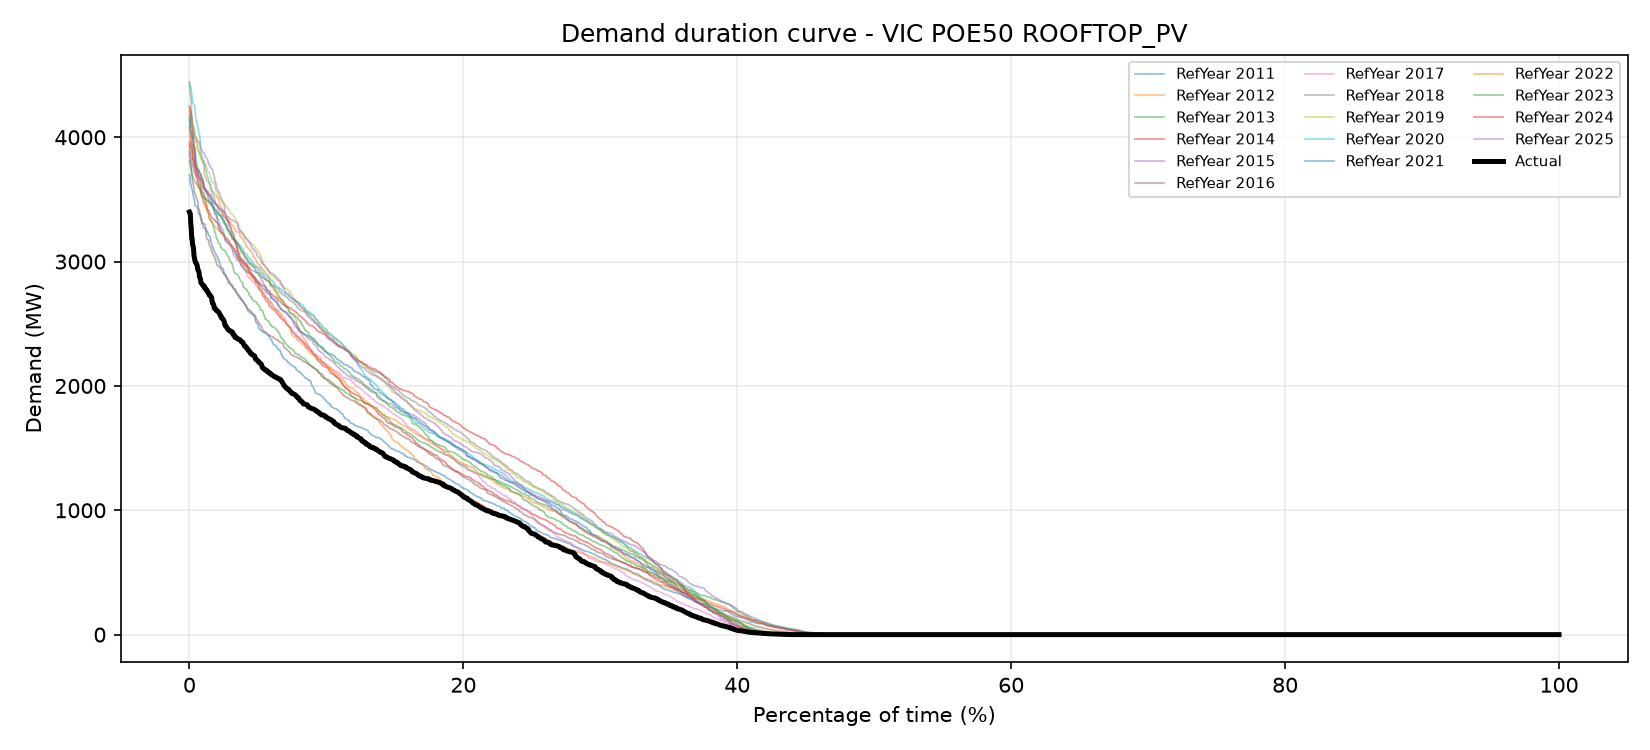 Demand duration curve - VIC POE50 ROOFTOP_PV
RefYear 2011
RefYear 2012
RefYear 2013
RefYear 2014
RefYear 2015
RefYear 2016
RefYear 2017
RefYear 2018
RefYear 2019
RefYear 2020
RefYear 2021
RefYear 2022
RefYear 2023
RefYear 2024
RefYear 2025
Actual
Demand (MW)
4000
3000
2000
1000
0
0
20
40
60
80
100
Percentage of time (%)